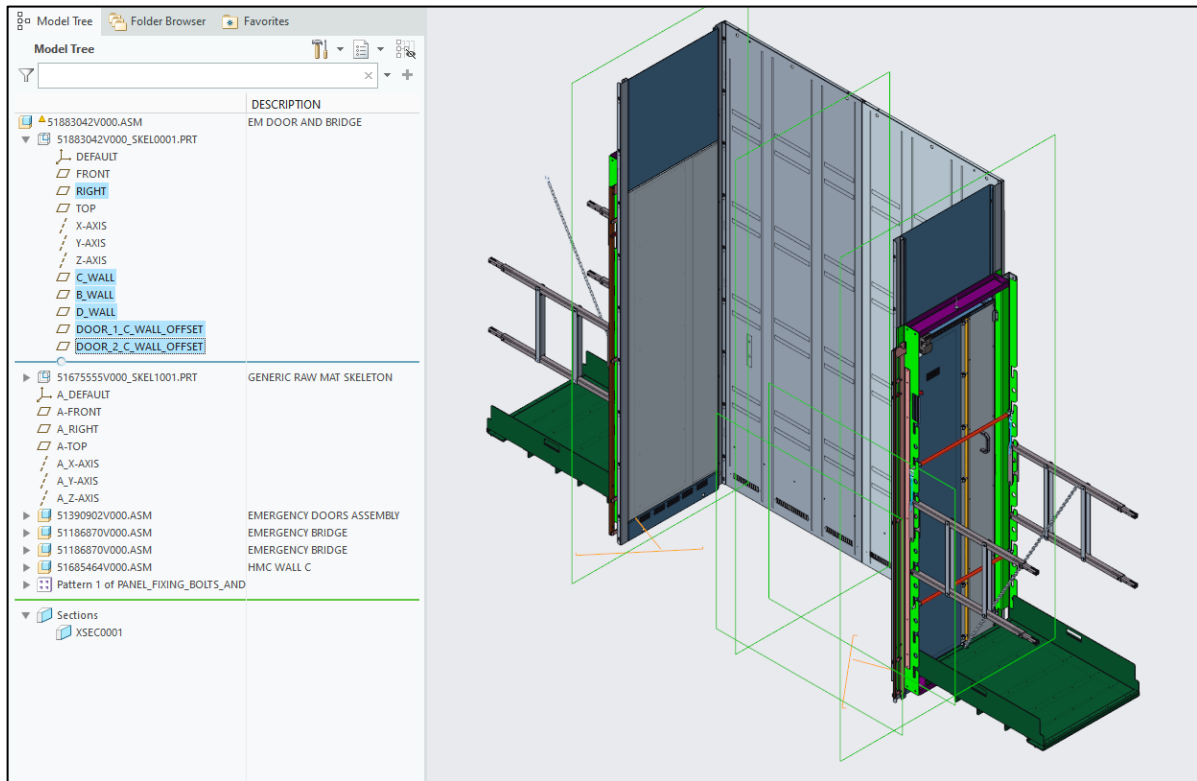 Model Tree Folder Browser Favorites
Model Tree
DESCRIPTION
51883042V000.ASM EM DOOR AND BRIDGE
51883042V000_SKEL0001.PRT
DEFAULT
FRONT
RIGHT
TOP
X-AXIS
Y-AXIS
Z-AXIS
C_WALL
B_WALL
D_WALL
DOOR_1_C_WALL_OFFSET
DOOR_2_C_WALL_OFFSET
51675555V000_SKEL1001.PRT GENERIC RAW MAT SKELETON
A_DEFAULT
A-FRONT
A_RIGHT
A-TOP
A_X-AXIS
A_Y-AXIS
A_Z-AXIS
51390902V000.ASM EMERGENCY DOORS ASSEMBLY
51186870V000.ASM EMERGENCY BRIDGE
51186870V000.ASM EMERGENCY BRIDGE
51685464V000.ASM HMC WALL C
Pattern 1 of PANEL_FIXING_BOLTS_AND
Sections
XSEC0001